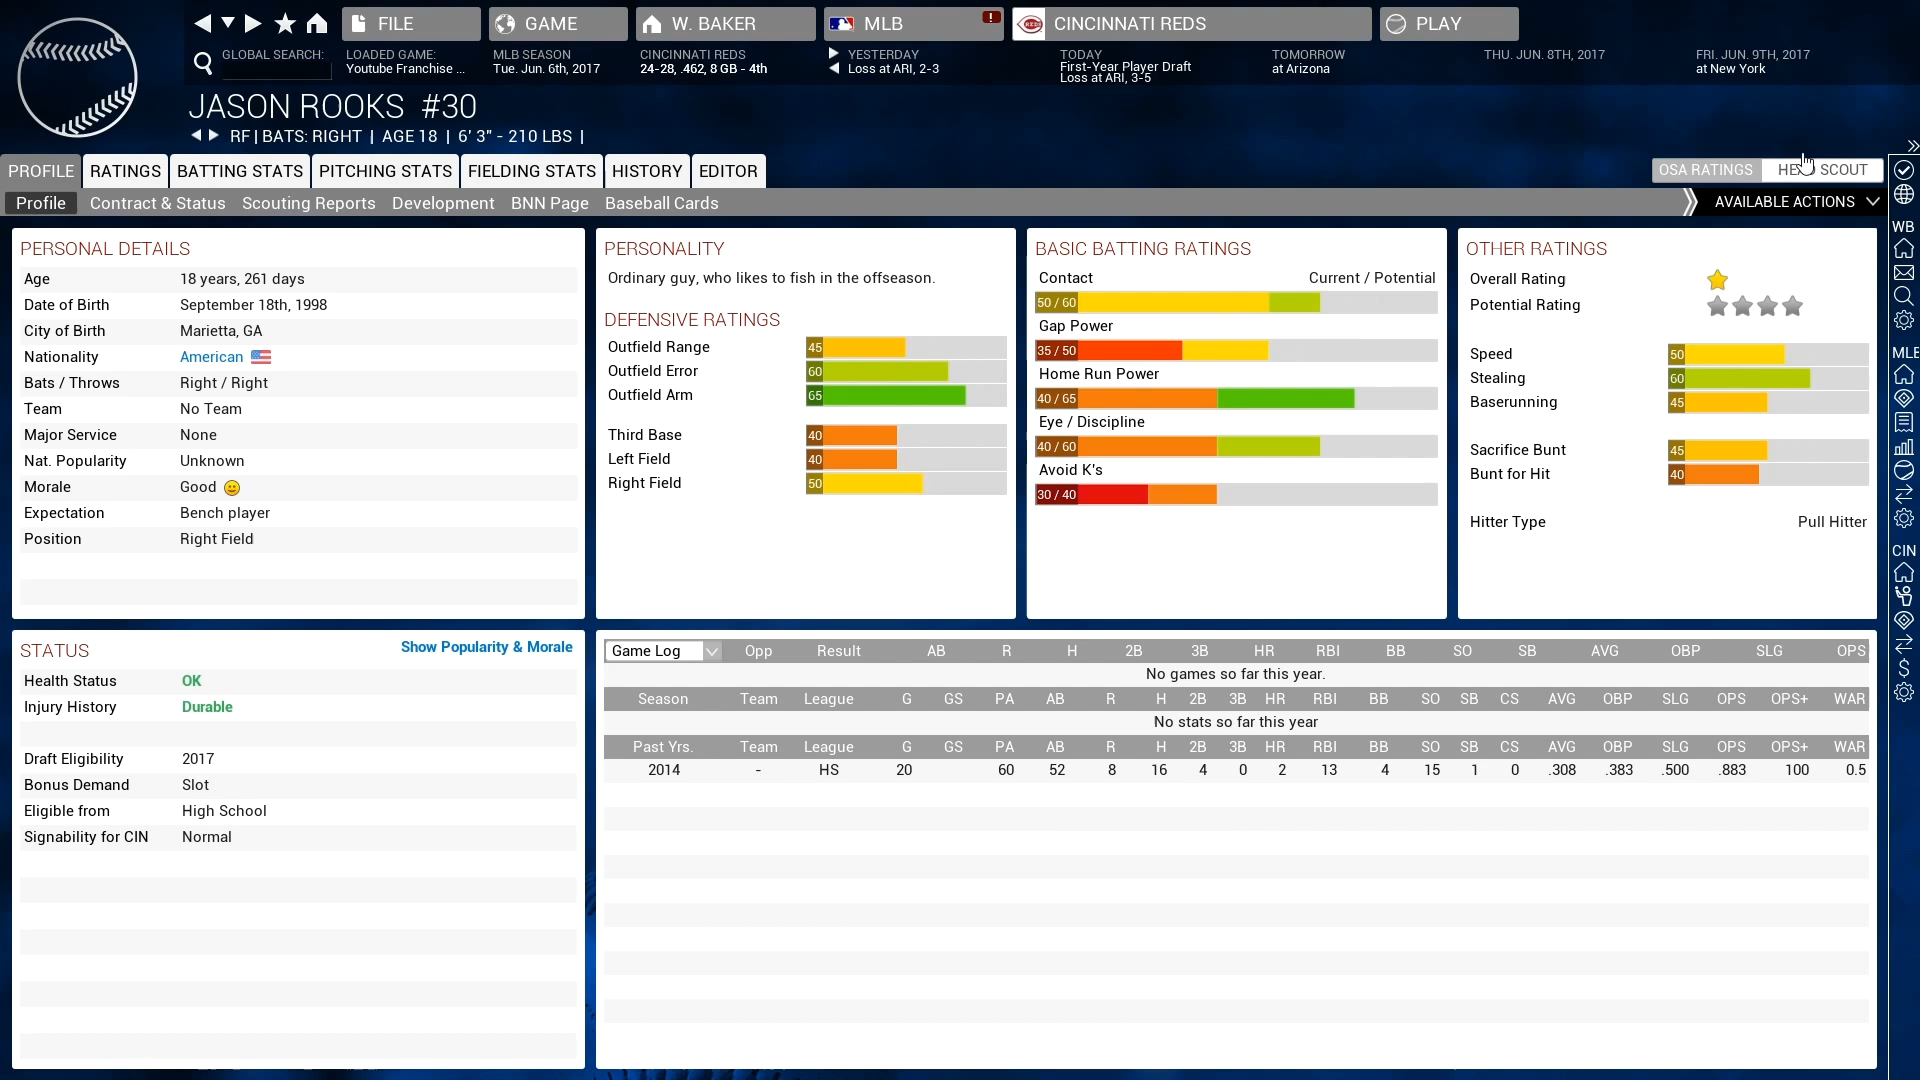 FILE
GAME
W. BAKER
MLB
!
CINCINNATI REDS
PLAY
GLOBAL SEARCH:
LOADED GAME:
Youtube Franchise ...
MLB SEASON
Tue. Jun. 6th, 2017
CINCINNATI REDS
24-28, .462, 8 GB - 4th
YESTERDAY
Loss at ARI, 2-3
TODAY
First-Year Player Draft
Loss at ARI, 3-5
TOMORROW
at Arizona
THU. JUN. 8TH, 2017
FRI. JUN. 9TH, 2017
at New York
JASON ROOKS #30
RF | BATS: RIGHT | AGE 18 | 6' 3" - 210 LBS |
PROFILE RATINGS BATTING STATS PITCHING STATS FIELDING STATS HISTORY EDITOR
OSA RATINGS SCOUT
Profile Contract & Status Scouting Reports Development BNN Page Baseball Cards
AVAILABLE ACTIONS
PERSONAL DETAILS
Age 18 years, 261 days
Date of Birth September 18th, 1998
City of Birth Marietta, GA
Nationality American
Bats / Throws Right / Right
Team No Team
Major Service None
Nat. Popularity Unknown
Morale Good
Expectation Bench player
Position Right Field
PERSONALITY
Ordinary guy, who likes to fish in the offseason.
DEFENSIVE RATINGS
Outfield Range 45
Outfield Error 60
Outfield Arm 65
Third Base 40
Left Field 40
Right Field 50
BASIC BATTING RATINGS
Contact Current / Potential
50 / 60
Gap Power
35 / 50
Home Run Power
40 / 65
Eye / Discipline
40 / 60
Avoid K's
30 / 40
OTHER RATINGS
Overall Rating
Potential Rating
Speed 50
Stealing 60
Baserunning 45
Sacrifice Bunt 45
Bunt for Hit 40
Hitter Type Pull Hitter
WB
MLE
CIN
STATUS
Show Popularity & Morale
Health Status OK
Injury History Durable
Draft Eligibility 2017
Bonus Demand Slot
Eligible from High School
Signability for CIN Normal
Game Log Opp Result AB R H 2B 3B HR RBI BB SO SB AVG OBP SLG OPS
No games so far this year.
Season Team League G GS PA AB R H 2B 3B HR RBI BB SO SB CS AVG OBP SLG OPS OPS+ WAR
No stats so far this year
Past Yrs. Team League G GS PA AB R H 2B 3B HR RBI BB SO SB CS AVG OBP SLG OPS OPS+ WAR
2014 - HS 20 60 52 8 16 4 0 2 13 4 15 1 0 .308 .383 .500 .883 100 0.5